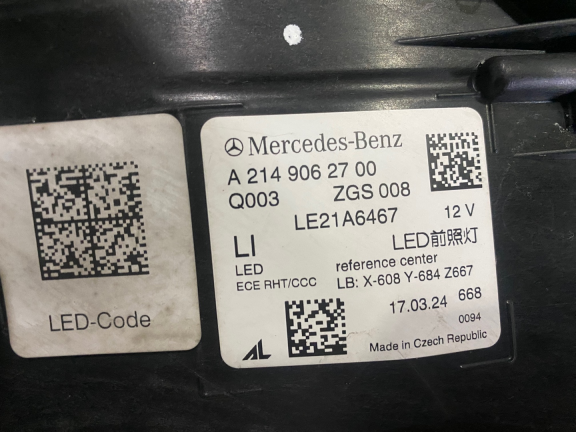 LED-Code
Mercedes-Benz
A 214 906 27 00
Q003 ZGS 008
LE21A6467 12 V
LI LED前照灯
LED reference center
ECE RHT/CCC LB: X-608 Y-684 Z667
17.03.24 668
0094
AL Made in Czech Republic